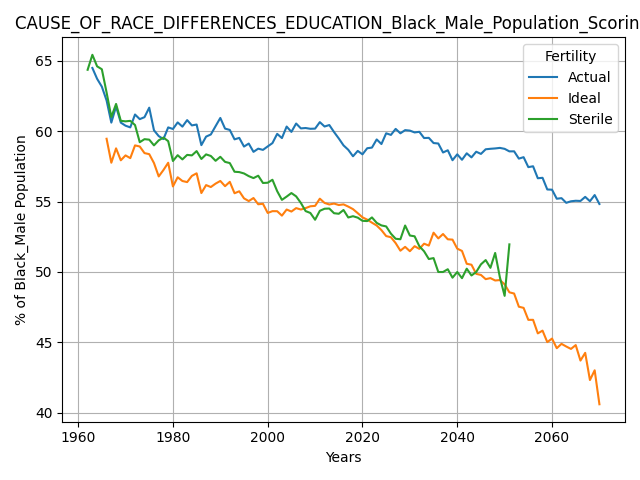 CAUSE_OF_RACE_DIFFERENCES_EDUCATION_Black_Male_Population_Scorin
Fertility
Actual
Ideal
Sterile
% of Black_Male Population
65
60
55
50
45
40
1960 1980 2000 2020 2040 2060
Years